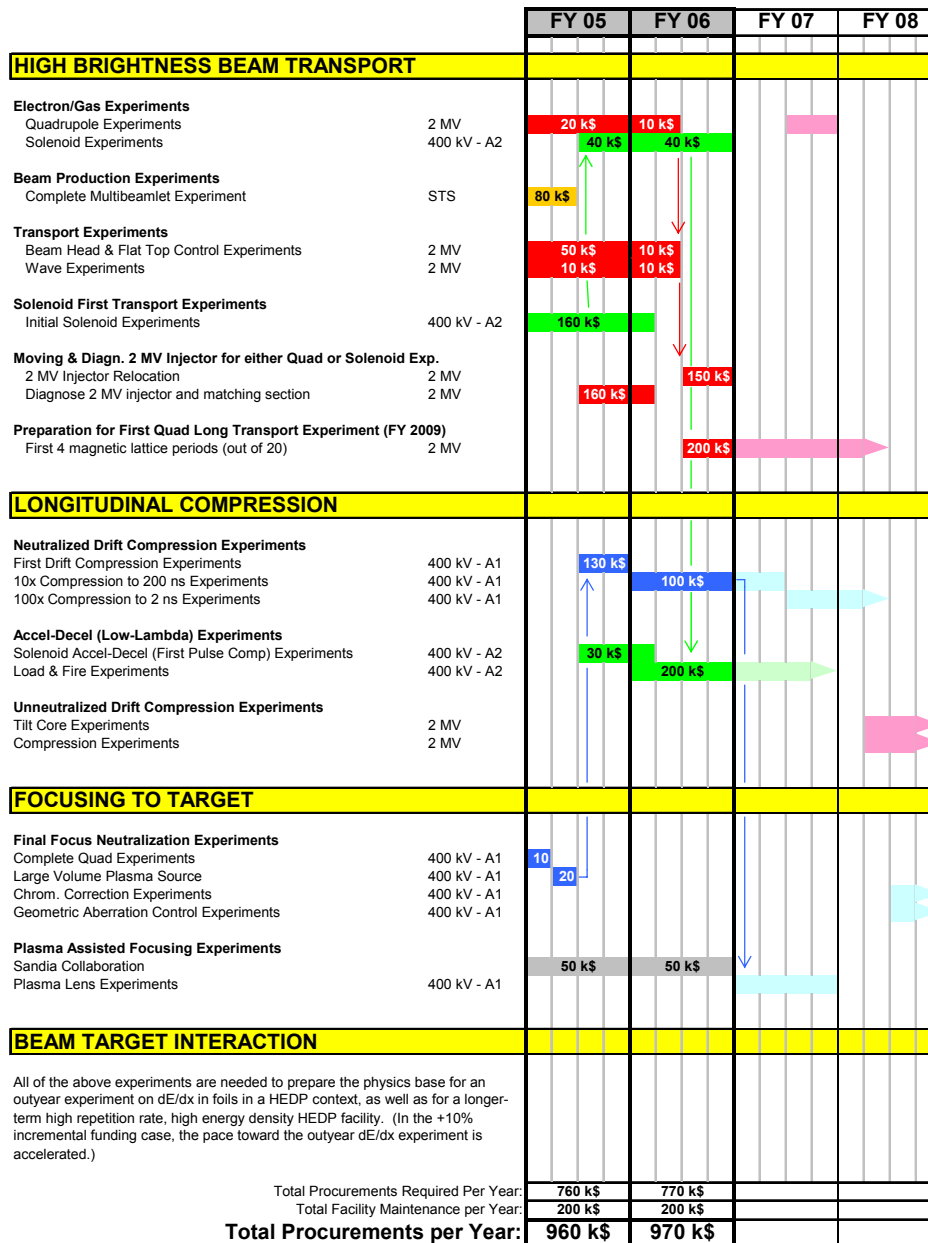 FY 05 FY 06 FY 07 FY 08
HIGH BRIGHTNESS BEAM TRANSPORT
Electron/Gas Experiments
Quadrupole Experiments 2 MV 20 k$ 10 k$
Solenoid Experiments 400 kV - A2 40 k$ 40 k$
Beam Production Experiments
Complete Multibeamlet Experiment STS 80 k$
Transport Experiments
Beam Head & Flat Top Control Experiments 2 MV 50 k$ 10 k$
Wave Experiments 2 MV 10 k$ 10 k$
Solenoid First Transport Experiments
Initial Solenoid Experiments 400 kV - A2 160 k$
Moving & Diagn. 2 MV Injector for either Quad or Solenoid Exp.
2 MV Injector Relocation 2 MV 150 k$
Diagnose 2 MV injector and matching section 2 MV 160 k$
Preparation for First Quad Long Transport Experiment (FY 2009)
First 4 magnetic lattice periods (out of 20) 2 MV 200 k$
LONGITUDINAL COMPRESSION
Neutralized Drift Compression Experiments
First Drift Compression Experiments 400 kV - A1 130 k$
10x Compression to 200 ns Experiments 400 kV - A1 100 k$
100x Compression to 2 ns Experiments 400 kV - A1
Accel-Decel (Low-Lambda) Experiments
Solenoid Accel-Decel (First Pulse Comp) Experiments 400 kV - A2 30 k$
Load & Fire Experiments 400 kV - A2 200 k$
Unneutralized Drift Compression Experiments
Tilt Core Experiments 2 MV
Compression Experiments 2 MV
FOCUSING TO TARGET
Final Focus Neutralization Experiments
Complete Quad Experiments 400 kV - A1 10
Large Volume Plasma Source 400 kV - A1 20
Chrom. Correction Experiments 400 kV - A1
Geometric Aberration Control Experiments 400 kV - A1
Plasma Assisted Focusing Experiments
Sandia Collaboration 50 k$ 50 k$
Plasma Lens Experiments 400 kV - A1
BEAM TARGET INTERACTION
All of the above experiments are needed to prepare the physics base for an
outyear experiment on dE/dx in foils in a HEDP context, as well as for a longer-
term high repetition rate, high energy density HEDP facility. (In the +10%
incremental funding case, the pace toward the outyear dE/dx experiment is
accelerated.)
Total Procurements Required Per Year: 760 k$ 770 k$
Total Facility Maintenance per Year: 200 k$ 200 k$
Total Procurements per Year: 960 k$ 970 k$